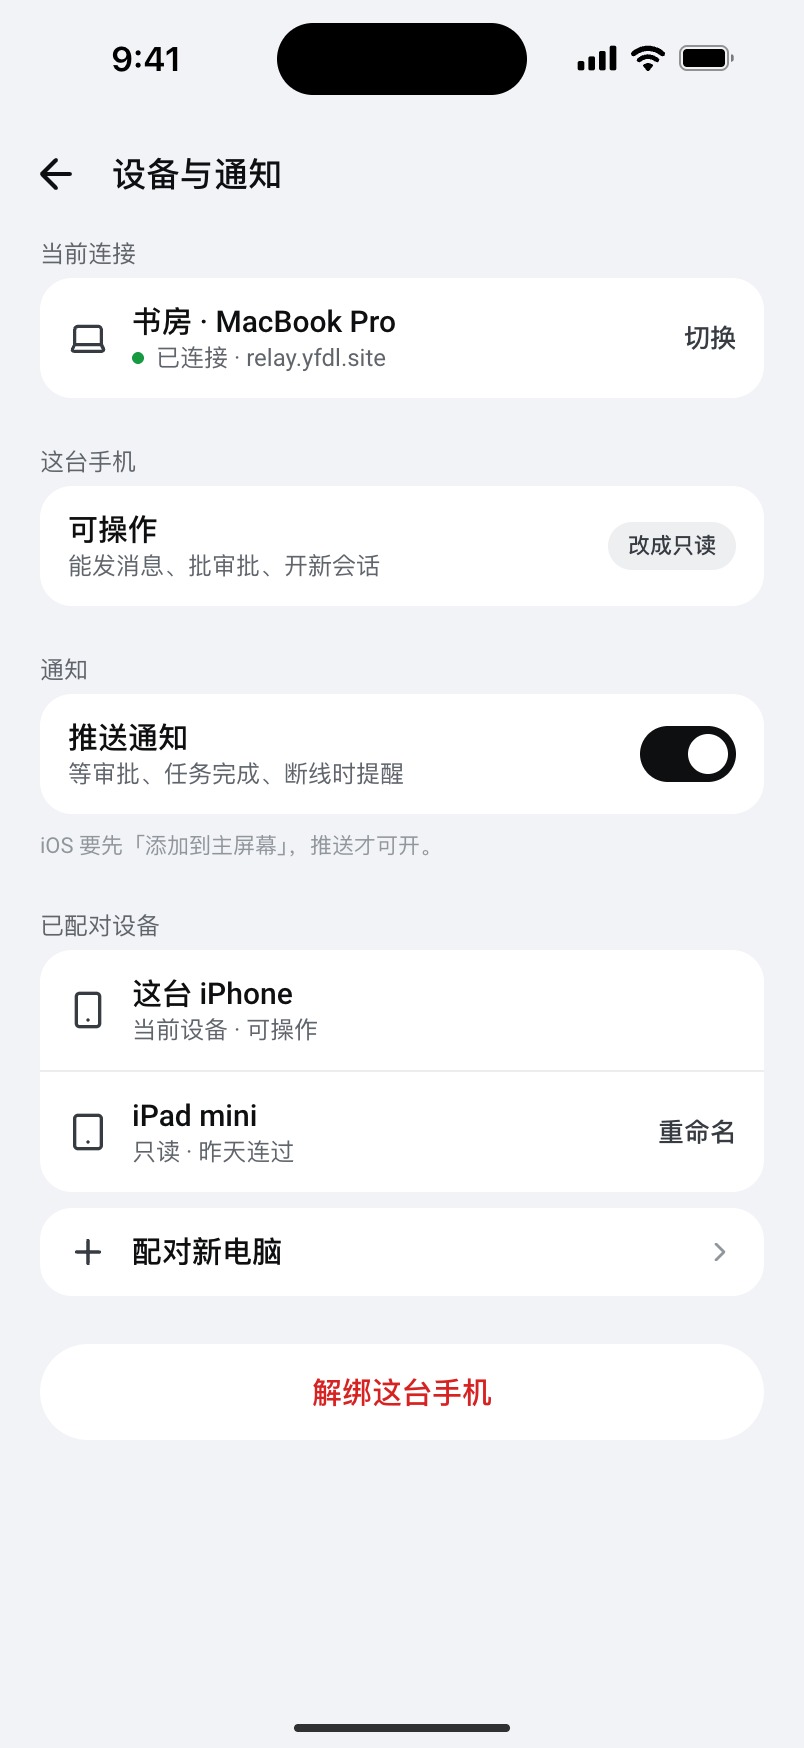 9:41
设备与通知
当前连接
书房 · MacBook Pro
已连接 · relay.yfdl.site
切换
这台手机
可操作
能发消息、批审批、开新会话
改成只读
通知
推送通知
等审批、任务完成、断线时提醒
iOS 要先「添加到主屏幕」，推送才可开。
已配对设备
这台 iPhone
当前设备 · 可操作
iPad mini
只读 · 昨天连过
重命名
配对新电脑
解绑这台手机